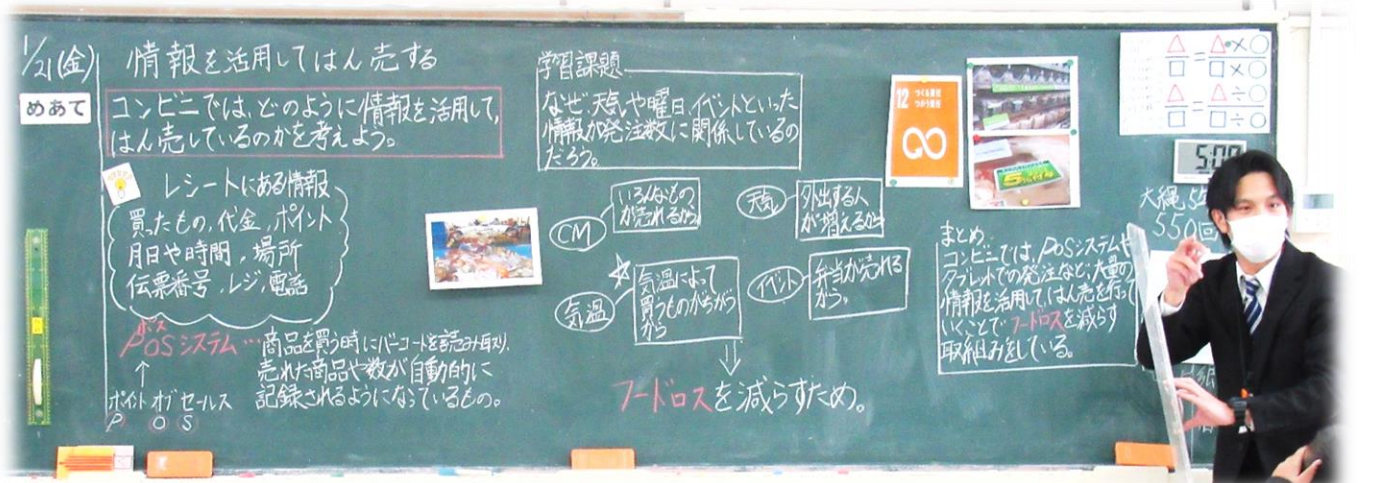 1/21(金)
情報を活用してはん売する
めあて
コンビニでは、どのように情報を活用して、
はん売しているのかを考えよう。
レシートにある情報
買ったもの、代金、ポイント
月日や時間、場所
伝票番号、レジ、電話
ポス
POSシステム…
商品を買う時にバーコードを読み取り、
売れた商品や数が自動的に
記録されるようになっているもの。
↑
ポイント オブ セールス
P O S
学習課題
なぜ、天気や曜日、イベントといった
情報が発注数に関係しているの
だろう。
CM
いろんなもの
が売れるから
天気
外出する人
が増えるから
☆
気温
気温によって
買うものがちがう
から
イベント
弁当が売れる
から。
⇓
フードロスを減らすため。
12 つくる責任
つかう責任
まとめ
コンビニでは、POSシステムや
タブレットでの発注など、大量の
情報を活用して、はん売を行って
いくことでフードロスを減らす
取組みをしている。
△/□=△×○/□×○
△/□=△÷○/□÷○
5:00
大縄
550回